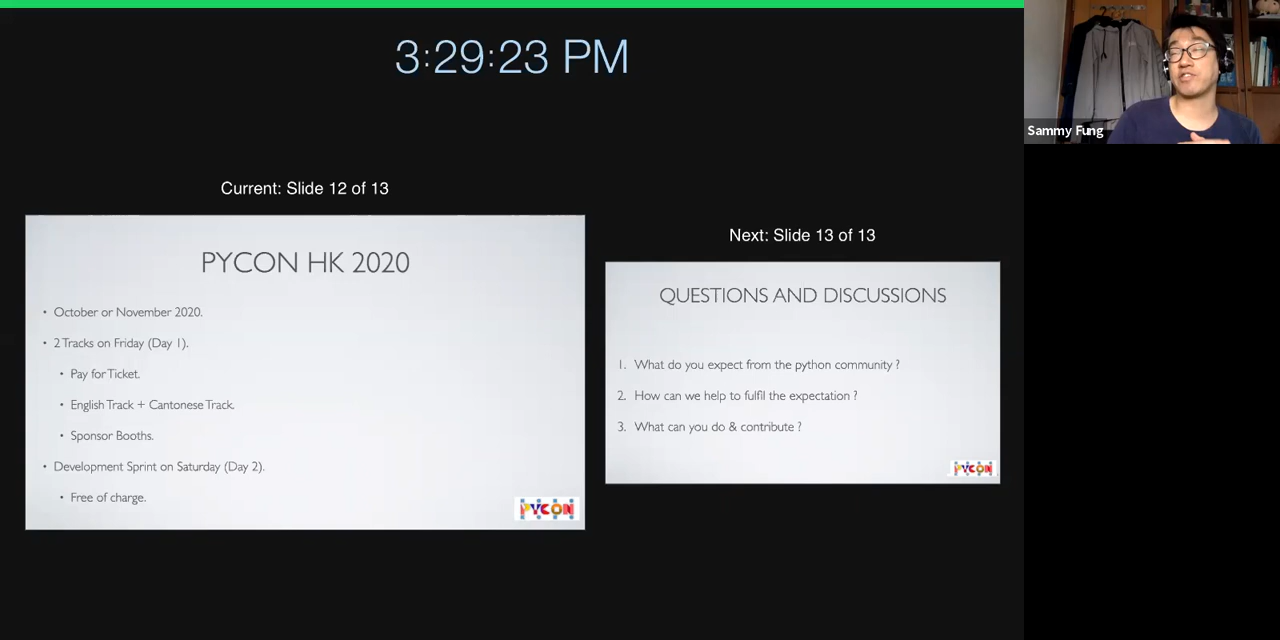 3:29:23 PM
Sammy Fung
Current: Slide 12 of 13
PYCON HK 2020
• October or November 2020.
• 2 Tracks on Friday (Day 1).
• Pay for Ticket.
• English Track + Cantonese Track.
• Sponsor Booths.
• Development Sprint on Saturday (Day 2).
• Free of charge.
PYCON
Next: Slide 13 of 13
QUESTIONS AND DISCUSSIONS
1. What do you expect from the python community ?
2. How can we help to fulfil the expectation ?
3. What can you do & contribute ?
PYCON